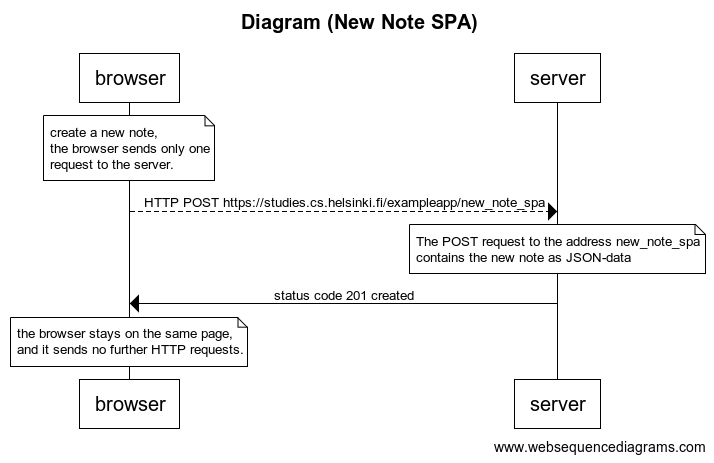 Diagram (New Note SPA)
browser
server
create a new note,
the browser sends only one
request to the server.
HTTP POST https://studies.cs.helsinki.fi/exampleapp/new_note_spa
The POST request to the address new_note_spa
contains the new note as JSON-data
status code 201 created
the browser stays on the same page,
and it sends no further HTTP requests.
browser
server
www.websequencediagrams.com